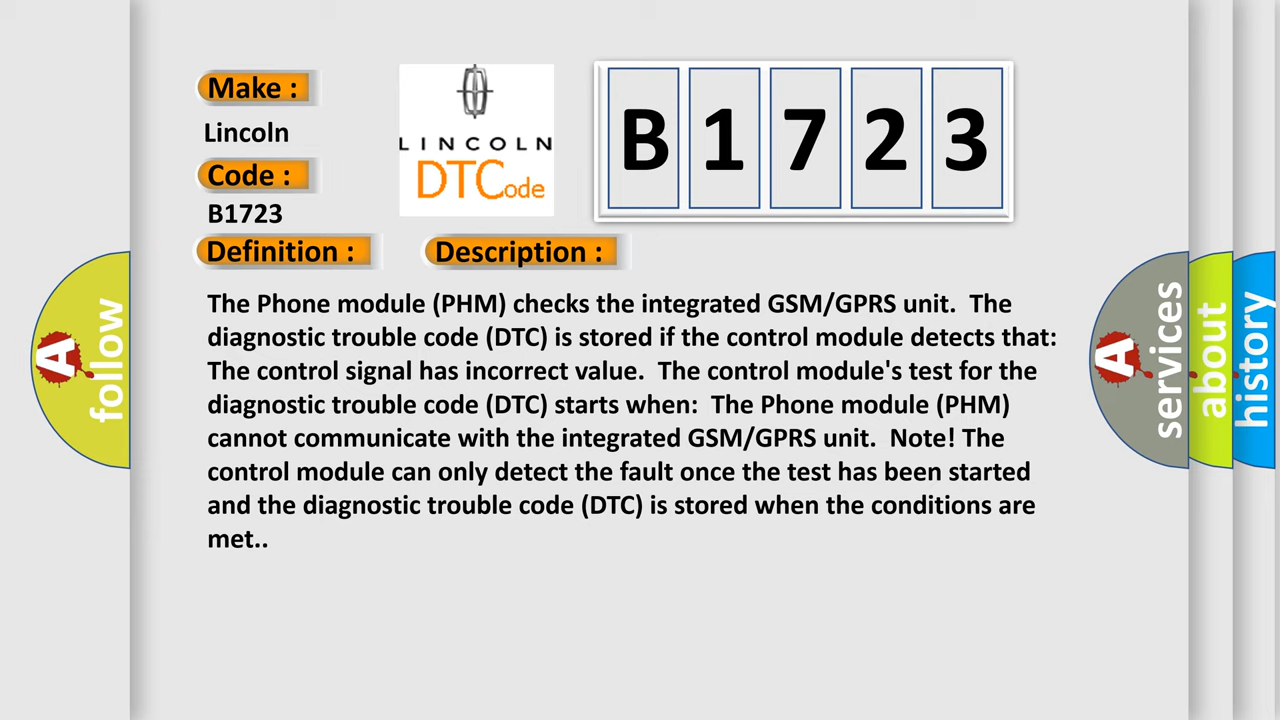 Make :
Lincoln
Code :
B1723
LINCOLN
DTCode
B 1 7 2 3
Definition :
Description :
The Phone module (PHM) checks the integrated GSM/GPRS unit. The
diagnostic trouble code (DTC) is stored if the control module detects that:
The control signal has incorrect value. The control module's test for the
diagnostic trouble code (DTC) starts when: The Phone module (PHM)
cannot communicate with the integrated GSM/GPRS unit. Note! The
control module can only detect the fault once the test has been started
and the diagnostic trouble code (DTC) is stored when the conditions are
met..
A follow
A services
about
history